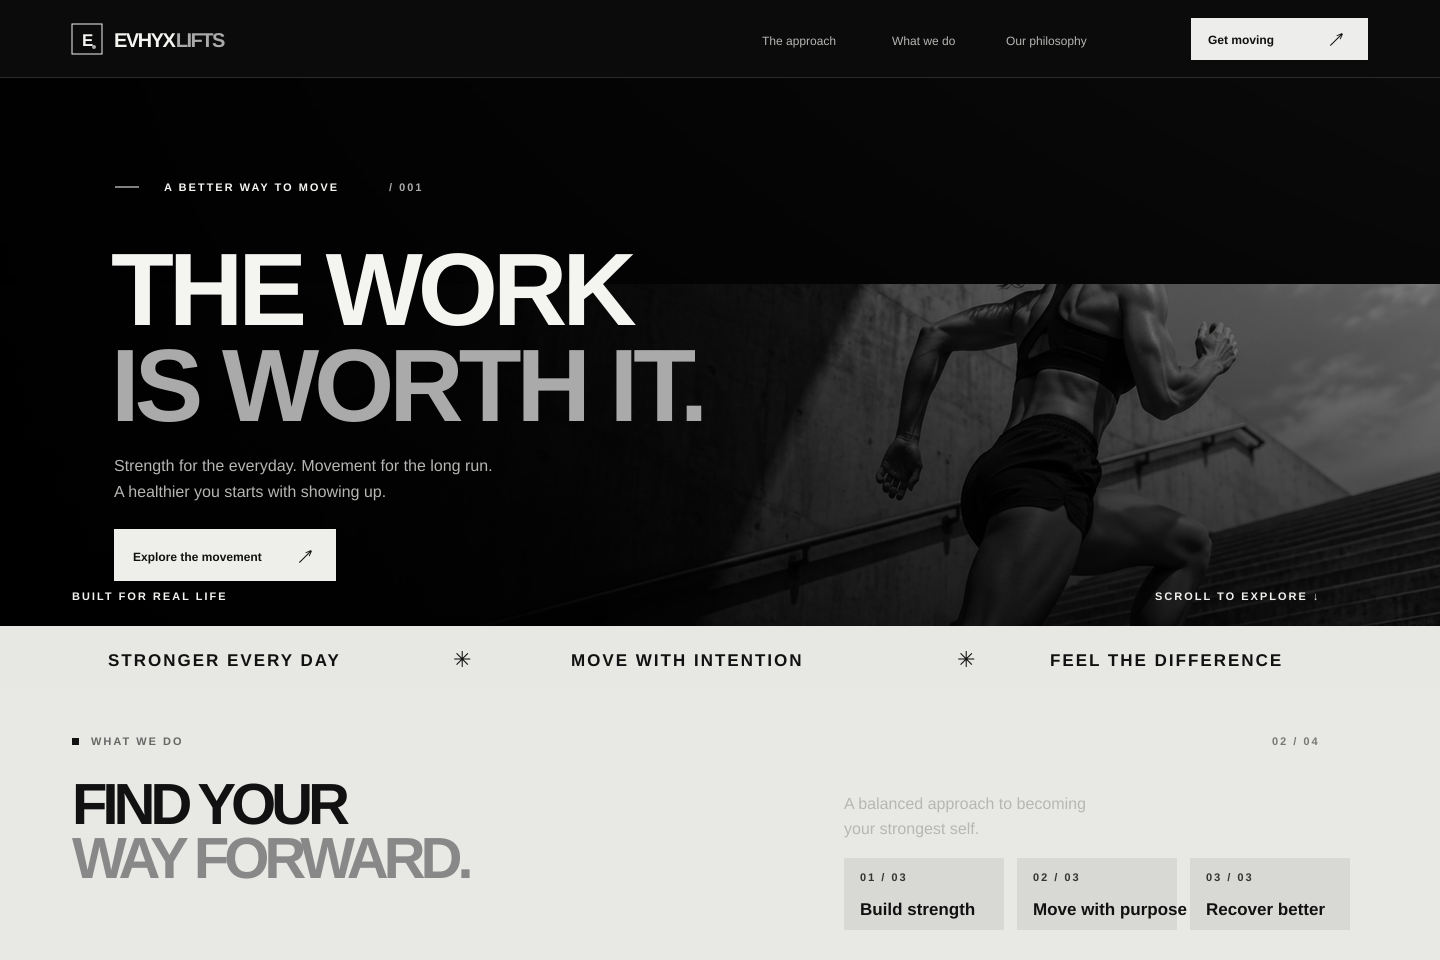 E.
EVHYXLIFTS
The approach
What we do
Our philosophy
Get moving
A BETTER WAY TO MOVE
/ 001
THE WORK
IS WORTH IT.
Strength for the everyday. Movement for the long run.
A healthier you starts with showing up.
Explore the movement
BUILT FOR REAL LIFE
SCROLL TO EXPLORE ↓
STRONGER EVERY DAY
MOVE WITH INTENTION
FEEL THE DIFFERENCE
WHAT WE DO
02 / 04
FIND YOUR
WAY FORWARD.
A balanced approach to becoming
your strongest self.
01 / 03
Build strength
02 / 03
Move with purpose
03 / 03
Recover better